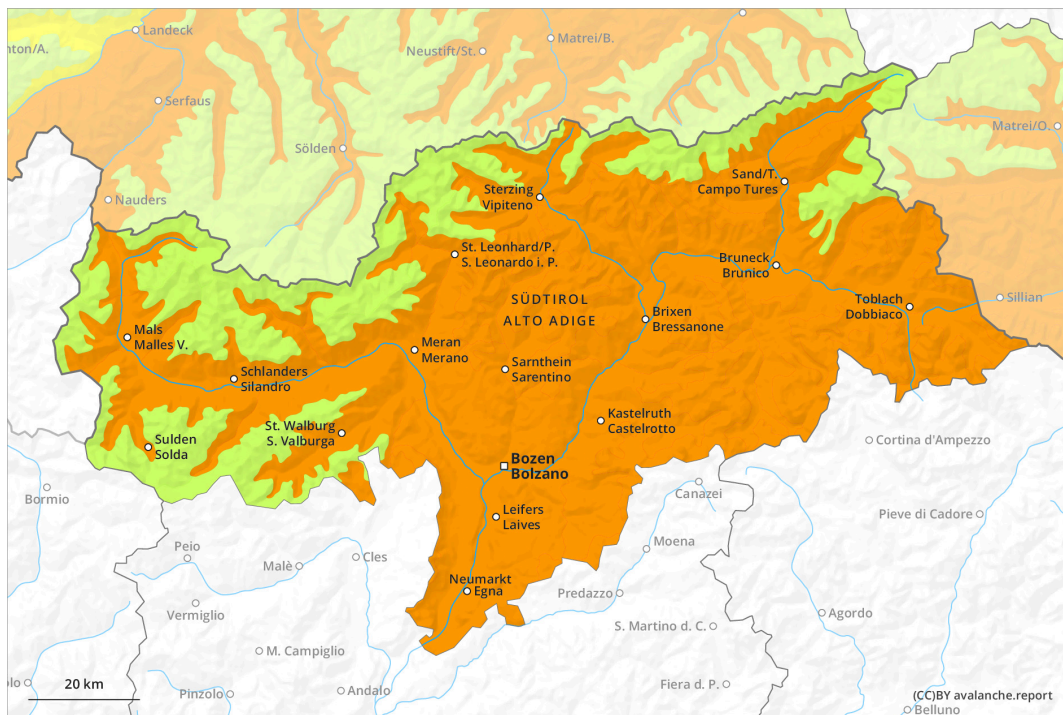 Landeck
Matrei/B.
nton/A.
Neustift/St.
Serfaus
Matrei/O.
Sölden
Sand/T.
Campo Tures
Nauders
Sterzing
Vipiteno
St. Leonhard/P.
S. Leonardo i. P.
Bruneck
Brunico
SÜDTIROL
ALTO ADIGE
Toblach
Dobbiaco
Sillian
Brixen
Bressanone
Mals
Malles V.
Meran
Merano
Sarnthein
Sarentino
Schlanders
Silandro
Kastelruth
Castelrotto
St. Walburg
S. Valburga
Sulden
Solda
Cortina d'Ampezzo
Bozen
Bolzano
Bormio
Canazei
Leifers
Laives
Pieve di Cadore
Moena
Peio
Cles
Malè
Neumarkt
Egna
Predazzo
Vermiglio
Agordo
S. Martino d. C.
M. Campiglio
20 km
Fiera d. P.
Pinzolo
Andalo
(CC)BY avalanche.report
Belluno